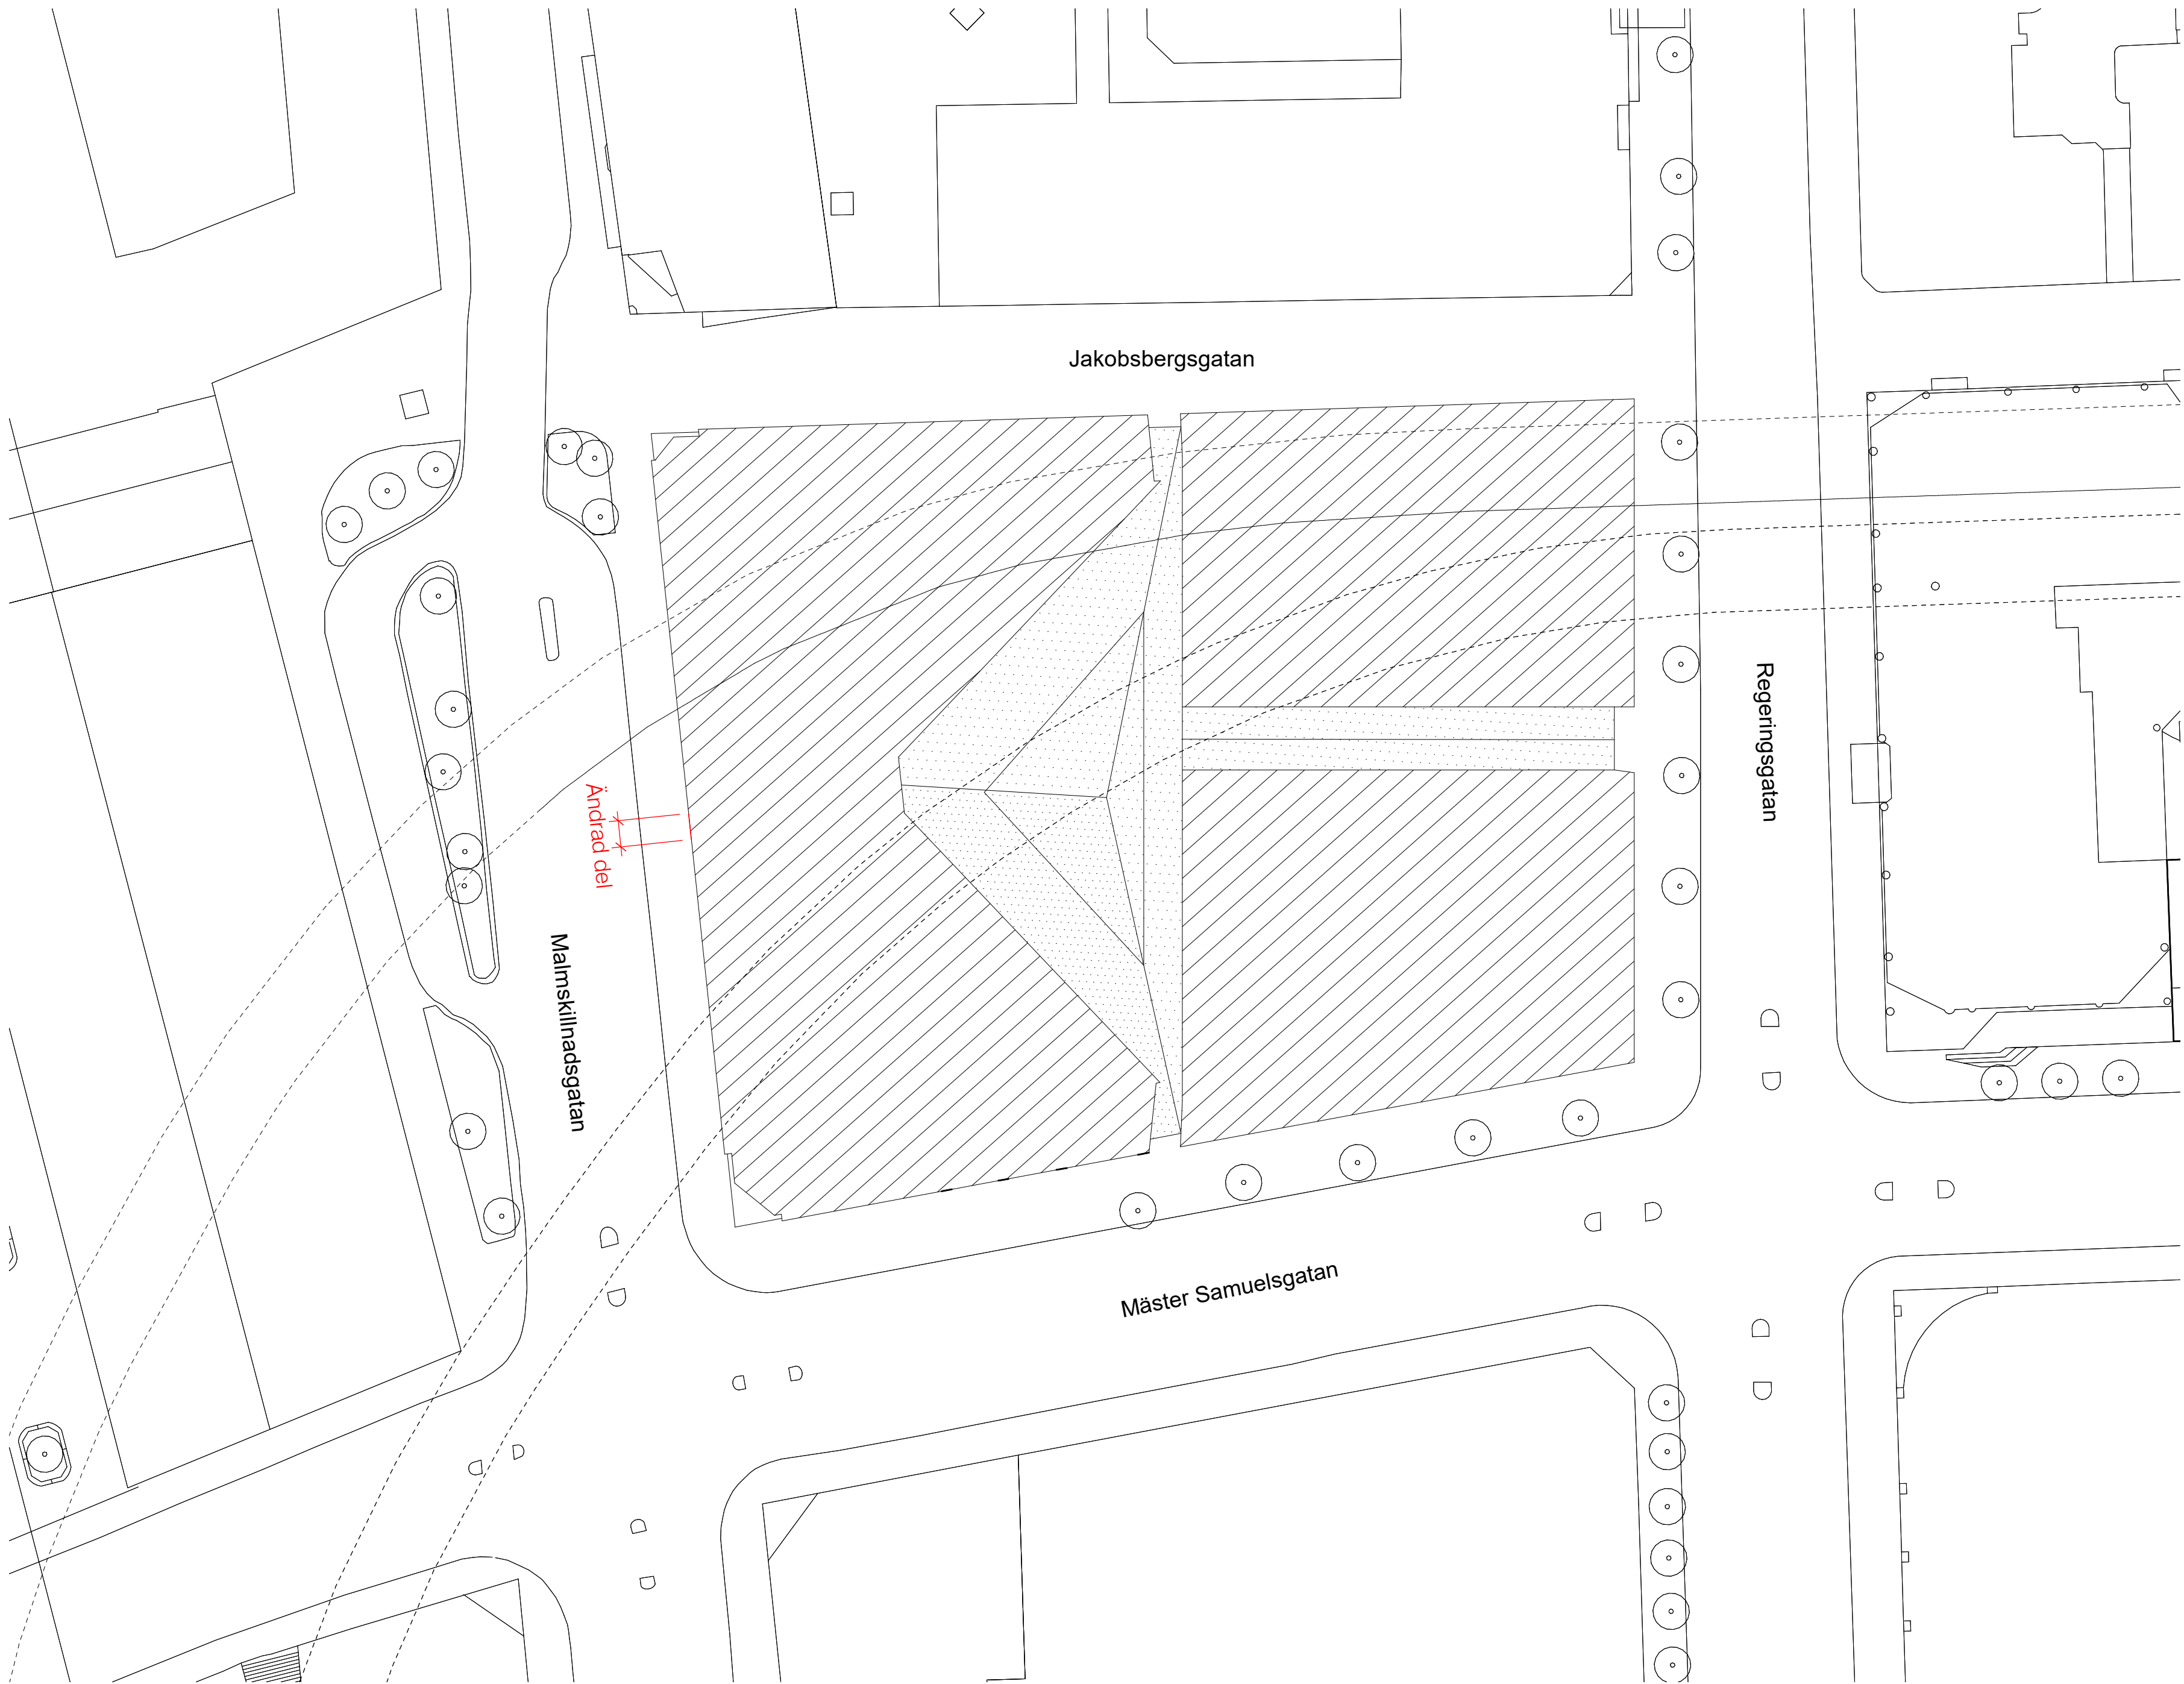 Jakobsbergsgatan
Regeringsgatan
Ändrad del
Malmskillnadsgatan
Mäster Samuelsgatan